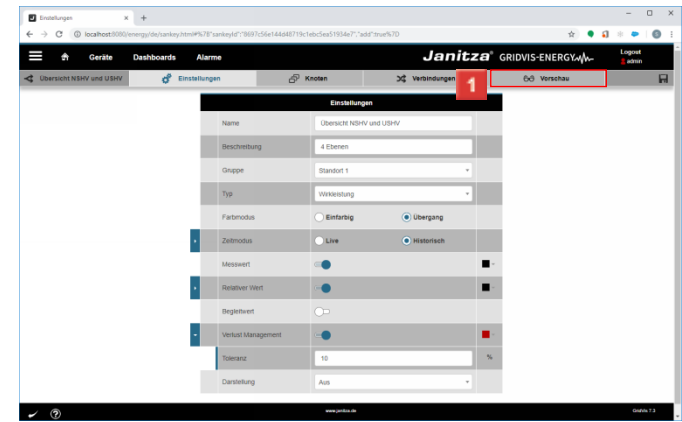 Einstellungen
localhost:8080/energy/de/sankey.html#%7B"sankeyId":"8697c56e144d48719c1ebc5ea51954e7","add":true%7D
Geräte Dashboards Alarme Janitza® GRIDVIS-ENERGY Logout
admin
Übersicht NSHV und USHV Einstellungen Knoten Verbindungen 1 Vorschau
Einstellungen
Name Übersicht NSHV und USHV
Beschreibung 4 Ebenen
Gruppe Standort 1
Typ Wirkleistung
Farbmodus Einfarbig Übergang
Zeitmodus Live Historisch
Messwert
Relativer Wert
Begleitwert
Verlust Management
Toleranz 10 %
Darstellung Aus
www.janitza.de GridVis 7.3